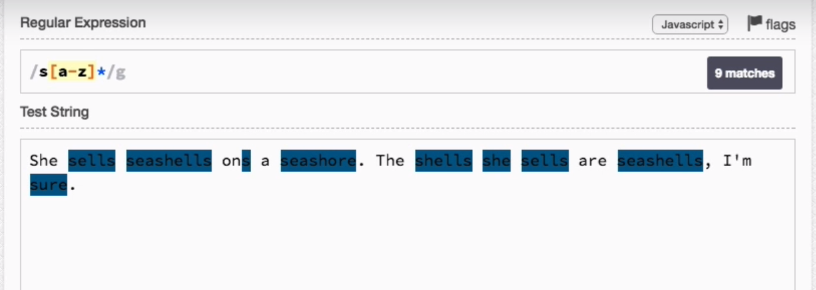 Regular Expression Javascript flags
/s[a-z]*/g 9 matches
Test String
She sells seashells ons a seashore. The shells she sells are seashells, I'm
sure.